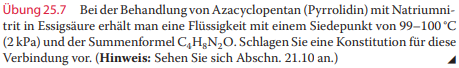 Übung 25.7 Bei der Behandlung von Azacyclopentan (Pyrrolidin) mit Natriumni-
trit in Essigsäure erhält man eine Flüssigkeit mit einem Siedepunkt von 99–100 °C
(2 kPa) und der Summenformel C₄H₈N₂O. Schlagen Sie eine Konstitution für diese
Verbindung vor. (Hinweis: Sehen Sie sich Abschn. 21.10 an.)